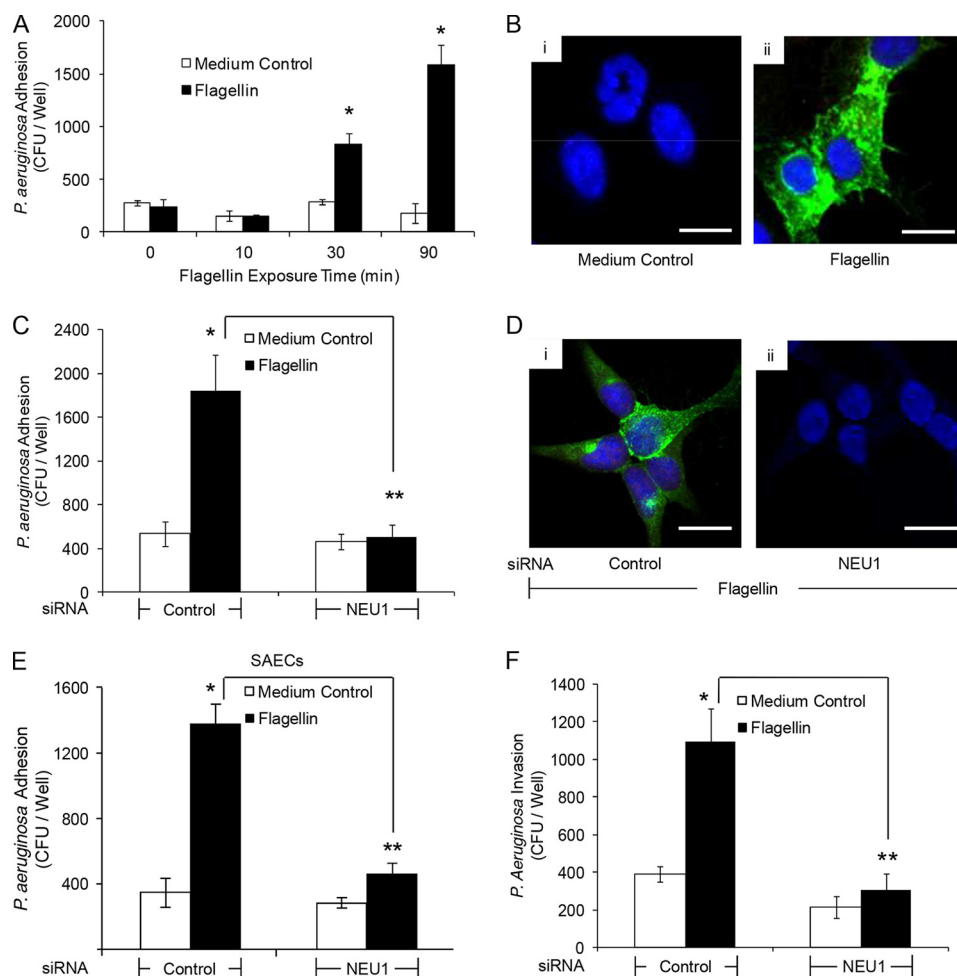 A
P. aeruginosa Adhesion
(CFU / Well)
2000
1500
1000
500
0
Medium Control
Flagellin
*
*
0 10 30 90
Flagellin Exposure Time (min)
B
i
ii
Medium Control
Flagellin
C
P. aeruginosa Adhesion
(CFU / Well)
2400
2000
1600
1200
800
400
0
Medium Control
Flagellin
*
**
siRNA
Control
NEU1
D
i
ii
siRNA
Control
NEU1
Flagellin
E
SAECs
P. aeruginosa Adhesion
(CFU / Well)
1600
1200
800
400
Medium Control
Flagellin
*
**
siRNA
Control
NEU1
F
P. Aeruginosa Invasion
(CFU / Well)
1400
1200
1000
800
600
400
200
0
Medium Control
Flagellin
*
**
siRNA
Control
NEU1